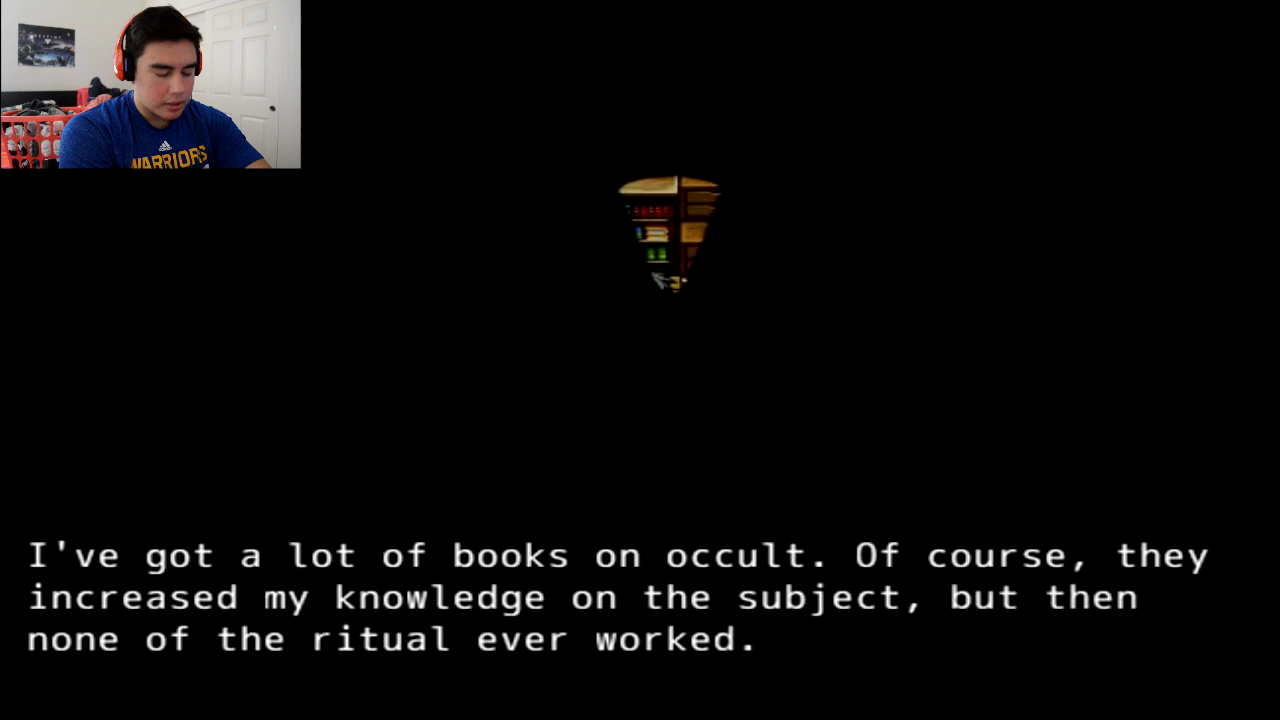 WARRIORS
I've got a lot of books on occult. Of course, they
increased my knowledge on the subject, but then
none of the ritual ever worked.